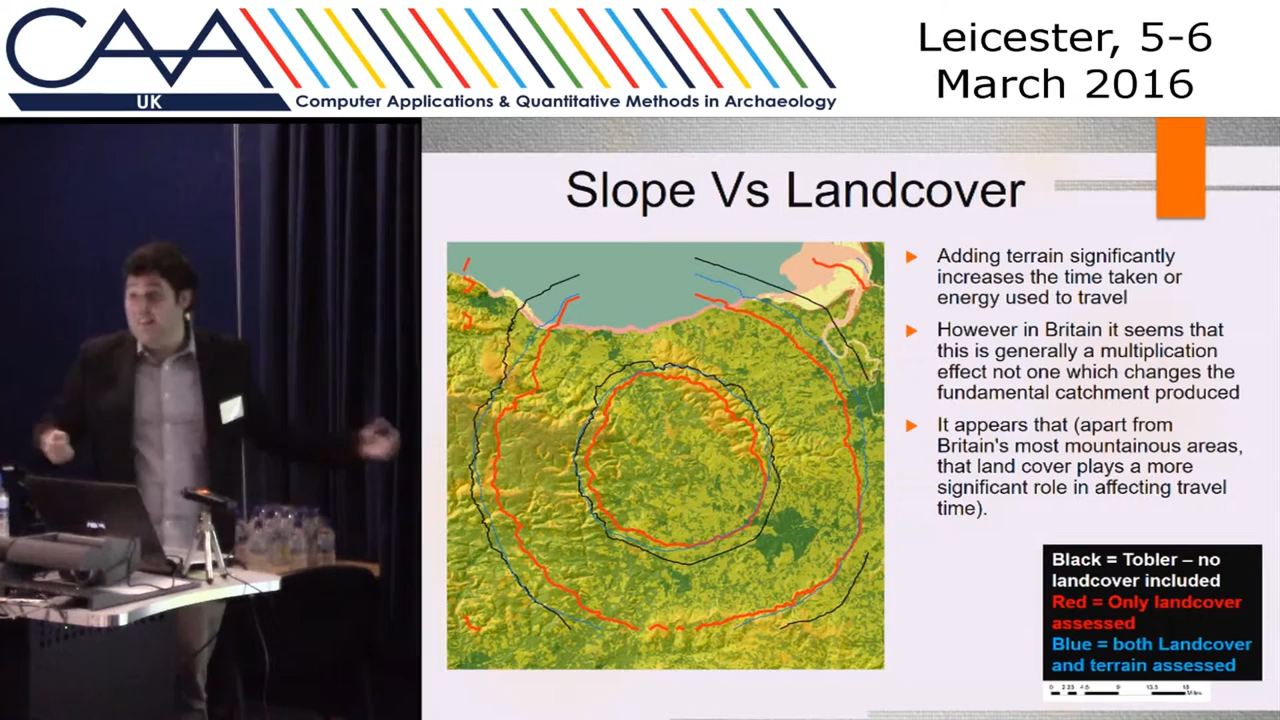 CAA
UK
Computer Applications & Quantitative Methods in Archaeology
Leicester, 5-6
March 2016
Slope Vs Landcover
Adding terrain significantly
increases the time taken or
energy used to travel
However in Britain it seems that
this is generally a multiplication
effect not one which changes the
fundamental catchment produced
It appears that (apart from
Britain's most mountainous areas,
that land cover plays a more
significant role in affecting travel
time).
Black = Tobler – no
landcover included
Red = Only landcover
assessed
Blue = both Landcover
and terrain assessed